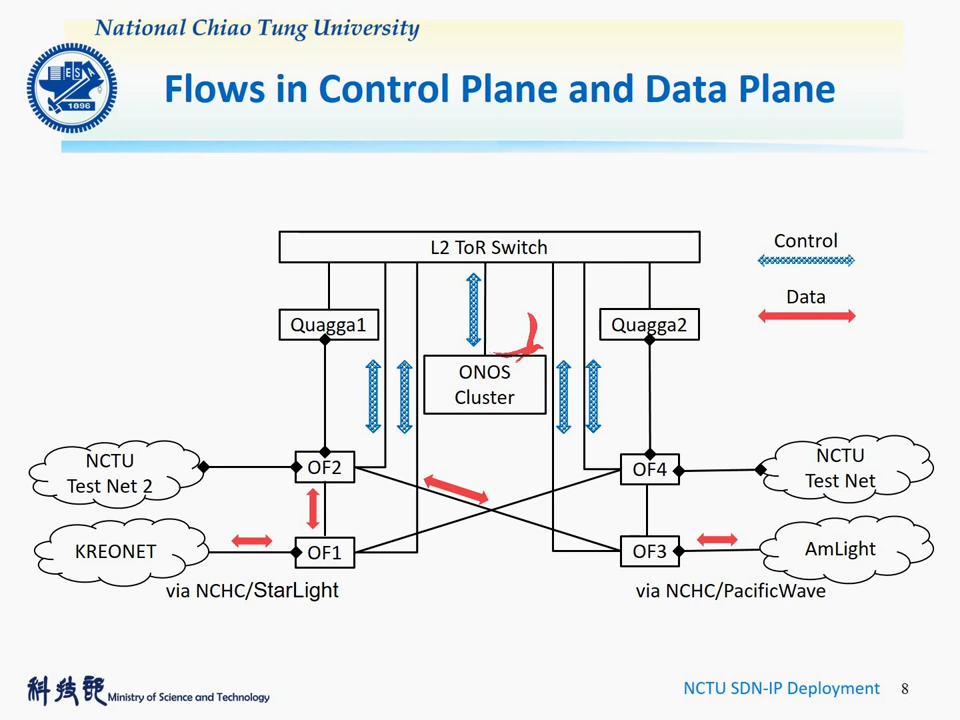 National Chiao Tung University
ESA
1896
Flows in Control Plane and Data Plane
L2 ToR Switch
Control
Data
Quagga1
Quagga2
ONOS
Cluster
NCTU
Test Net 2
OF2
OF4
NCTU
Test Net
KREONET
OF1
OF3
AmLight
via NCHC/StarLight
via NCHC/PacificWave
科技部 Ministry of Science and Technology
NCTU SDN-IP Deployment 8